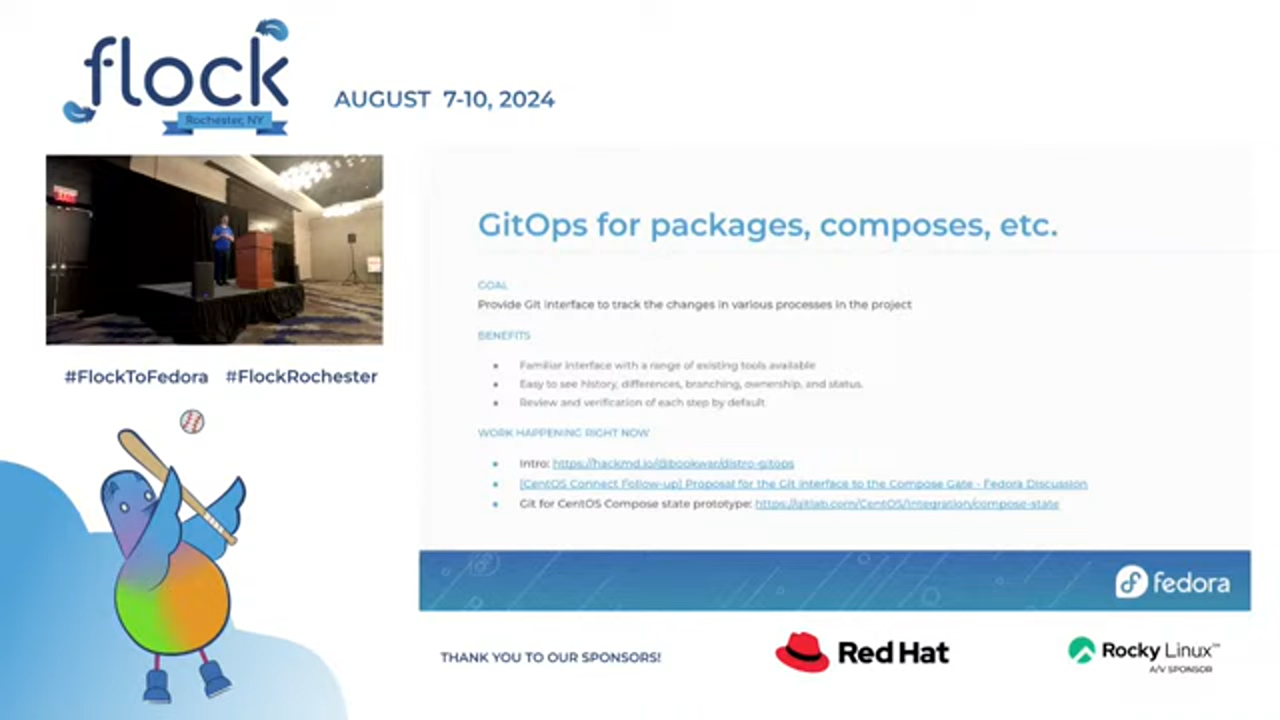 flock
Rochester, NY
AUGUST 7-10, 2024
EXIT
#FlockToFedora #FlockRochester
GitOps for packages, composes, etc.
GOAL
Provide Git interface to track the changes in various processes in the project
BENEFITS
• Familiar interface with a range of existing tools available
• Easy to see history, differences, branching, ownership, and status.
• Review and verification of each step by default
WORK HAPPENING RIGHT NOW
• Intro: https://hackmd.io/@bookwar/distro-gitops
• [CentOS Connect Follow-up] Proposal for the Git interface to the Compose Gate - Fedora Discussion
• Git for CentOS Compose state prototype: https://gitlab.com/CentOS/Integration/compose-state
fedora
THANK YOU TO OUR SPONSORS!
Red Hat
Rocky Linux™
A/V SPONSOR